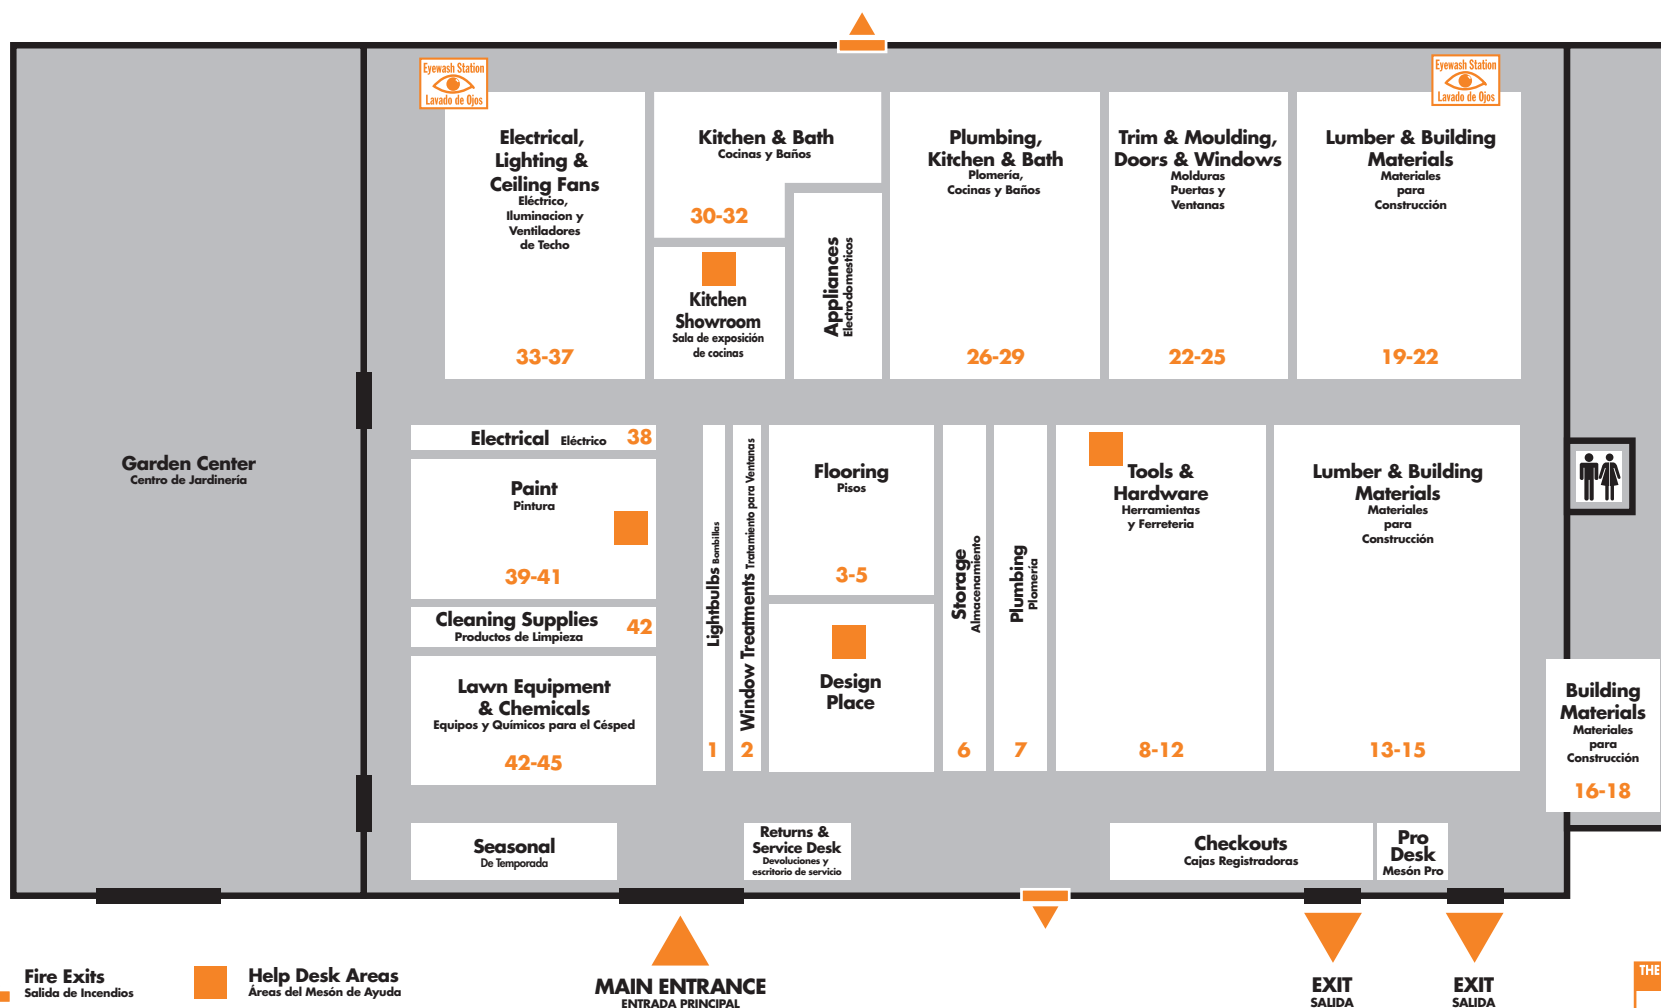 Eyewash Station
Lavado de Ojos
Eyewash Station
Lavado de Ojos
Electrical,
Lighting &
Ceiling Fans
Eléctrico,
Iluminacion y
Ventiladores
de Techo
33-37
Kitchen & Bath
Cocinas y Baños
30-32
Kitchen
Showroom
Sala de exposición
de cocinas
Appliances
Electrodomesticos
Plumbing,
Kitchen & Bath
Plomería,
Cocinas y Baños
26-29
Trim & Moulding,
Doors & Windows
Molduras
Puertas y
Ventanas
22-25
Lumber & Building
Materials
Materiales
para
Construcción
19-22
Garden Center
Centro de Jardinería
Electrical Eléctrico 38
Paint
Pintura
39-41
Cleaning Supplies
Productos de Limpieza
42
Lawn Equipment
& Chemicals
Equipos y Químicos para el Césped
42-45
Lightbulbs Bombillas
1
Window Treatments Tratamiento para Ventanas
2
Flooring
Pisos
3-5
Design
Place
Storage
Almacenamiento
6
Plumbing
Plomería
7
Tools &
Hardware
Herramientas
y Ferreteria
8-12
Lumber & Building
Materials
Materiales
para
Construcción
13-15
Building
Materials
Materiales
para
Construcción
16-18
Seasonal
De Temporada
Returns &
Service Desk
Devoluciones y
escritorio de servicio
Checkouts
Cajas Registradoras
Pro
Desk
Mesón Pro
Fire Exits
Salida de Incendios
Help Desk Areas
Áreas del Mesón de Ayuda
MAIN ENTRANCE
ENTRADA PRINCIPAL
EXIT
SALIDA
EXIT
SALIDA
THE